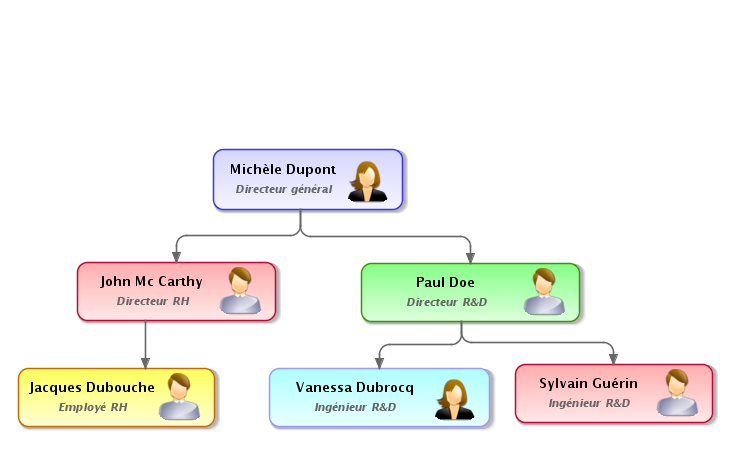 Michèle Dupont
Directeur général
John Mc Carthy
Directeur RH
Paul Doe
Directeur R&D
Jacques Dubouche
Employé RH
Vanessa Dubrocq
Ingénieur R&D
Sylvain Guérin
Ingénieur R&D